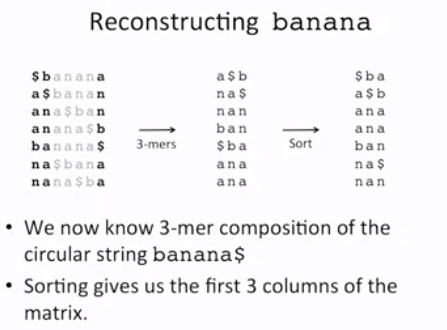 Reconstructing banana
$banana a$b $ba
a$banan na$ a$b
ana$ban nan ana
anana$b ban ana
banana$ 3-mers $ba Sort ban
na$bana ana na$
nana$ba ana nan
• We now know 3-mer composition of the
circular string banana$
• Sorting gives us the first 3 columns of the
matrix.